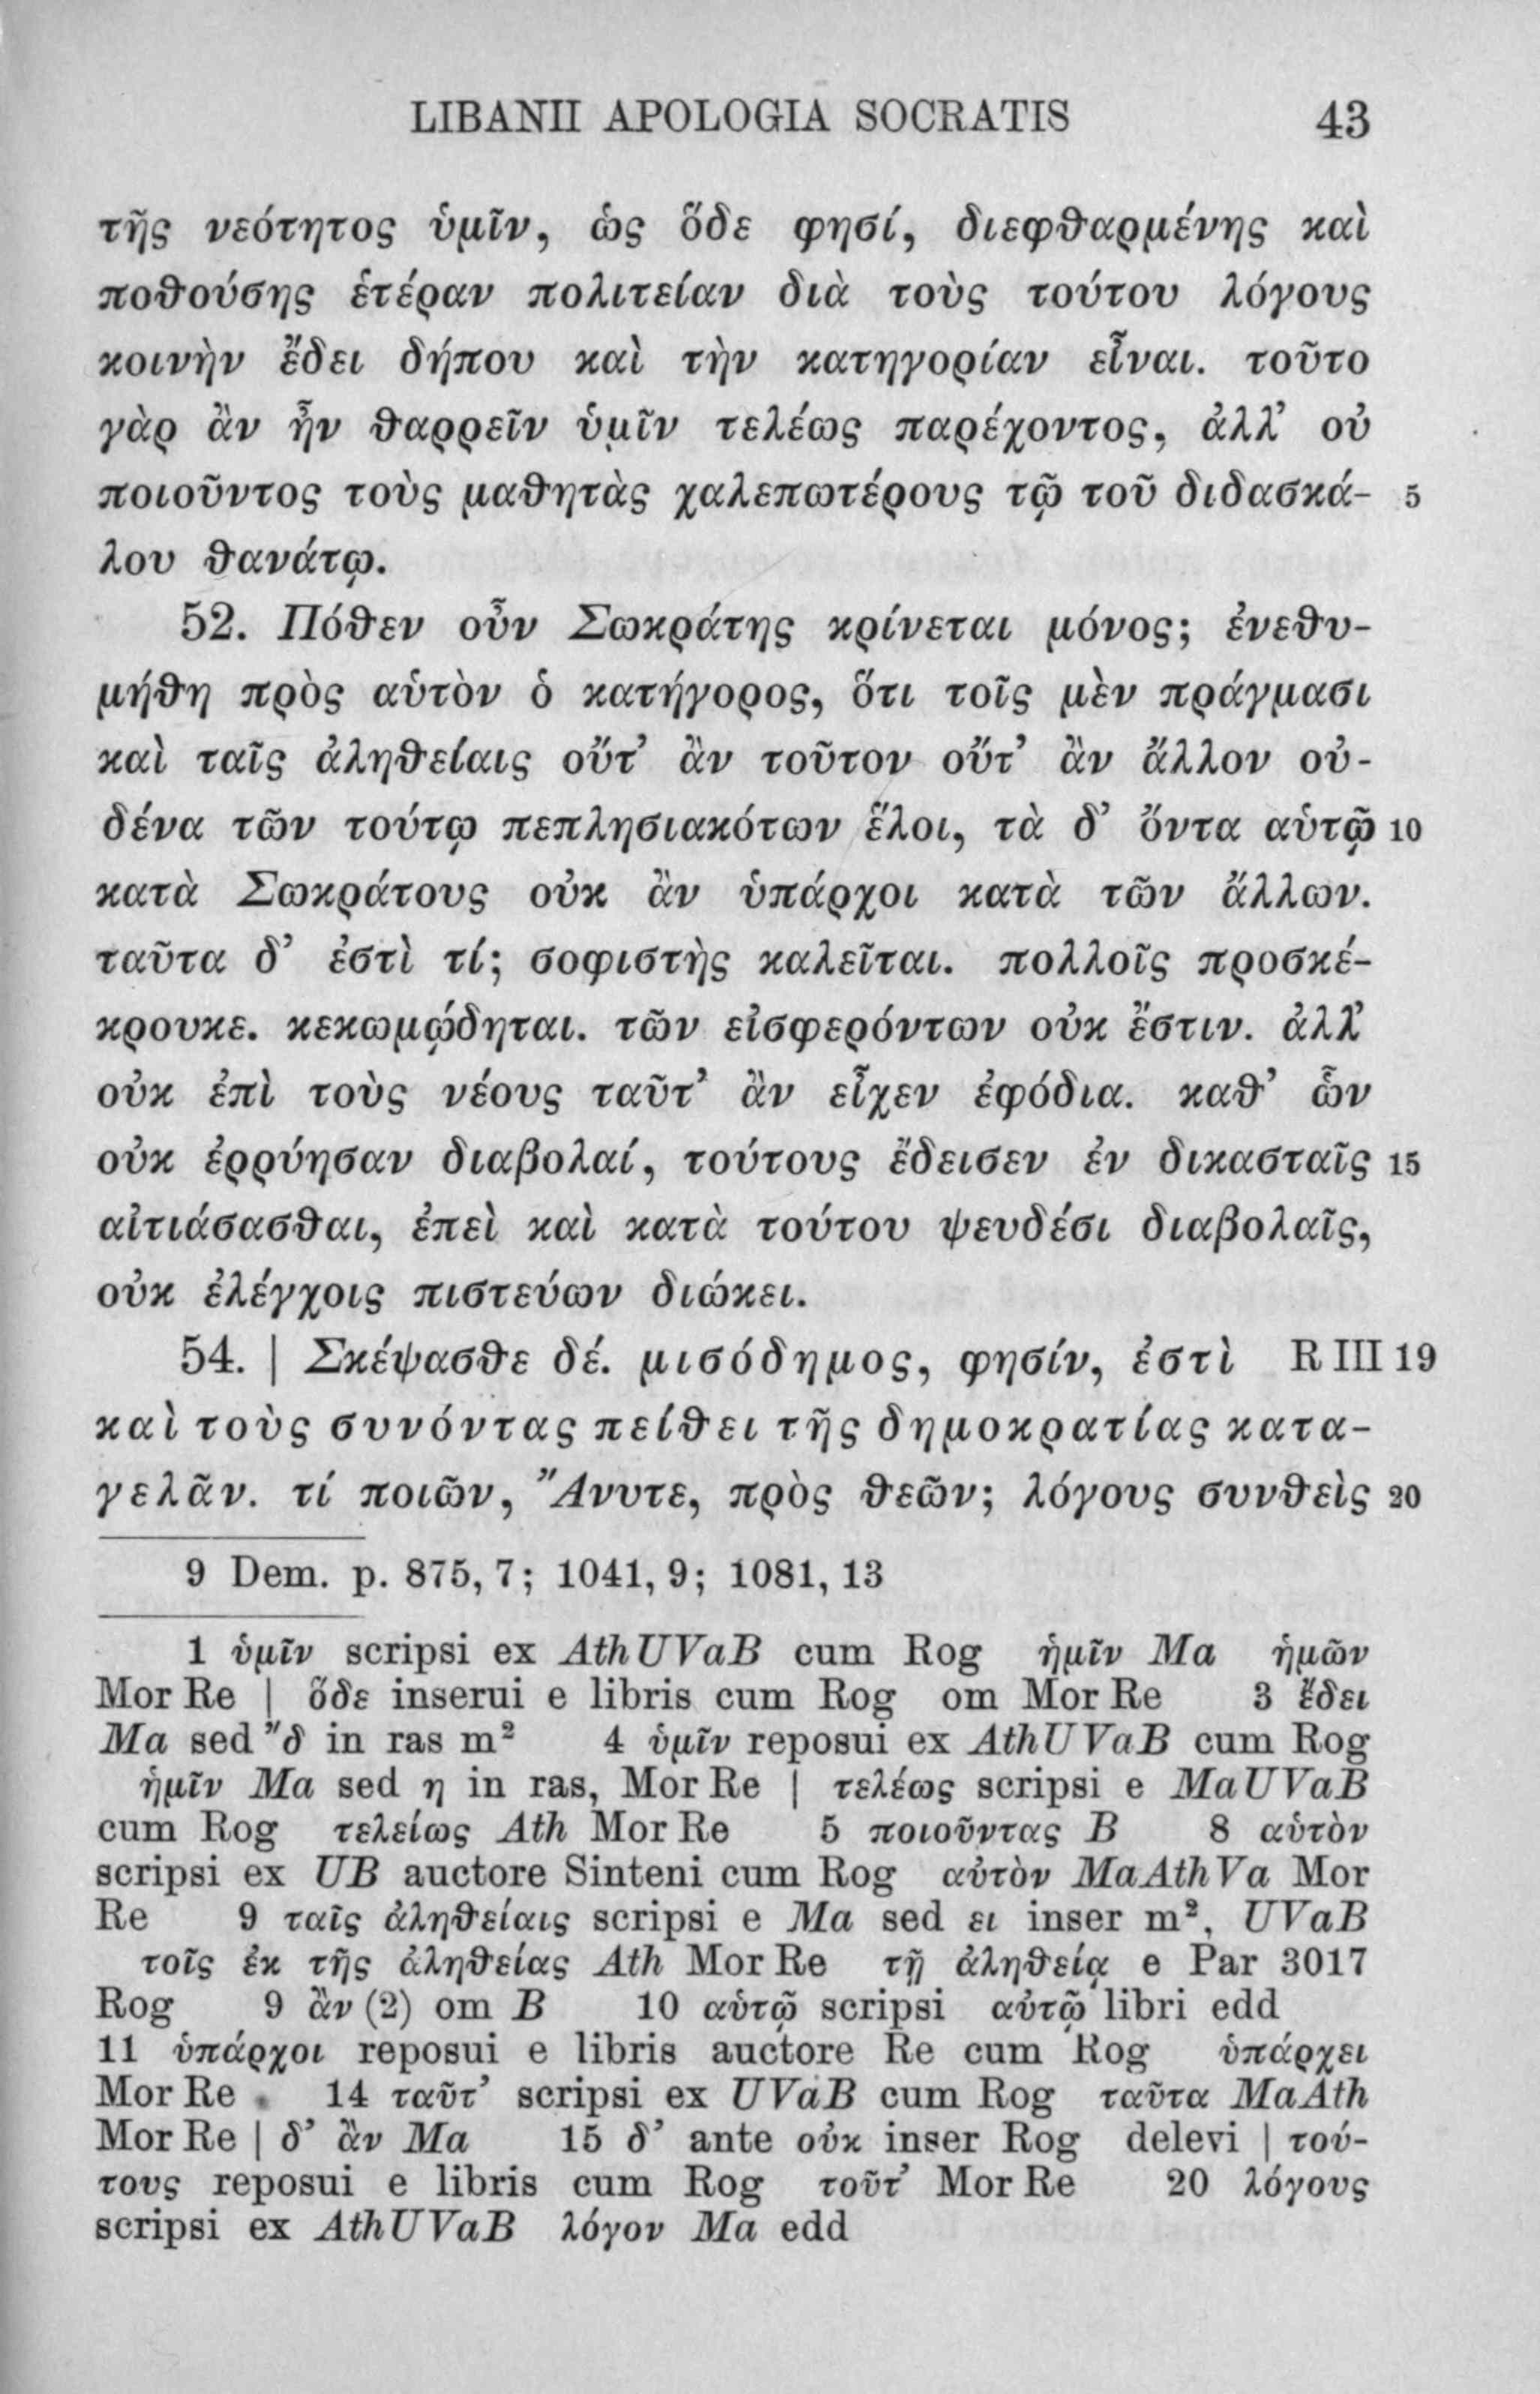 LIBANII APOLOGIA SOCRATIS 43
τῆς νεότητος ὑμῖν, ὡς ὅδε φησί, διεφθαρμένης καὶ
ποθούσης ἑτέραν πολιτείαν διὰ τοὺς τούτου λόγους
κοινὴν ἔδει δήπου καὶ τὴν κατηγορίαν εἶναι. τοῦτο
γὰρ ἂν ἦν θαρρεῖν ὑμῖν τελέως παρέχοντος, ἀλλ’ οὐ
ποιοῦντος τοὺς μαθητὰς χαλεπωτέρους τῷ τοῦ διδασκά- 5
λου θανάτῳ.
52. Πόθεν οὖν Σωκράτης κρίνεται μόνος; ἐνεθυ-
μήθη πρὸς αὑτὸν ὁ κατήγορος, ὅτι τοῖς μὲν πράγμασι
καὶ ταῖς ἀληθείαις οὔτ’ ἂν τοῦτον οὔτ’ ἂν ἄλλον οὐ-
δένα τῶν τούτῳ πεπλησιακότων ἕλοι, τὰ δ’ ὄντα αὑτῷ 10
κατὰ Σωκράτους οὐκ ἂν ὑπάρχοι κατὰ τῶν ἄλλων.
ταῦτα δ’ ἐστὶ τί; σοφιστὴς καλεῖται. πολλοῖς προσκέ-
κρουκε. κεκωμῴδηται. τῶν εἰσφερόντων οὐκ ἔστιν. ἀλλ’
οὐκ ἐπὶ τοὺς νέους ταῦτ’ ἂν εἶχεν ἐφόδια. καθ’ ὧν
οὐκ ἐρρύησαν διαβολαί, τούτους ἔδεισεν ἐν δικασταῖς 15
αἰτιάσασθαι, ἐπεὶ καὶ κατὰ τούτου ψευδέσι διαβολαῖς,
οὐκ ἐλέγχοις πιστεύων διώκει.
54. | Σκέψασθε δέ. μισόδημος, φησίν, ἐστὶ R III 19
καὶ τοὺς συνόντας πείθει τῆς δημοκρατίας κατα-
γελᾶν. τί ποιῶν, Ἄνυτε, πρὸς θεῶν; λόγους συνθεὶς 20
9 Dem. p. 875, 7; 1041, 9; 1081, 13
1 ὑμῖν scripsi ex AthUVaB cum Rog ἡμῖν Ma ἡμῶν
Mor Re | ὅδε inserui e libris cum Rog om Mor Re 3 ἔδει
Ma sed ῎δ in ras m² 4 ὑμῖν reposui ex AthUVaB cum Rog
ἡμῖν Ma sed η in ras, Mor Re | τελέως scripsi e MaUVaB
cum Rog τελείως Ath Mor Re 5 ποιοῦντας B 8 αὑτὸν
scripsi ex UB auctore Sinteni cum Rog αὐτὸν MaAthVa Mor
Re 9 ταῖς ἀληθείαις scripsi e Ma sed ει inser m², UVaB
τοῖς ἐκ τῆς ἀληθείας Ath Mor Re τῇ ἀληθείᾳ e Par 3017
Rog 9 ἂν (2) om B 10 αὑτῷ scripsi αὐτῷ libri edd
11 ὑπάρχοι reposui e libris auctore Re cum Rog ὑπάρχει
Mor Re 14 ταῦτ’ scripsi ex UVaB cum Rog ταῦτα MaAth
Mor Re | δ’ ἂν Ma 15 δ’ ante οὐκ inser Rog delevi | τού-
τους reposui e libris cum Rog τοῦτ’ Mor Re 20 λόγους
scripsi ex AthUVaB λόγον Ma edd